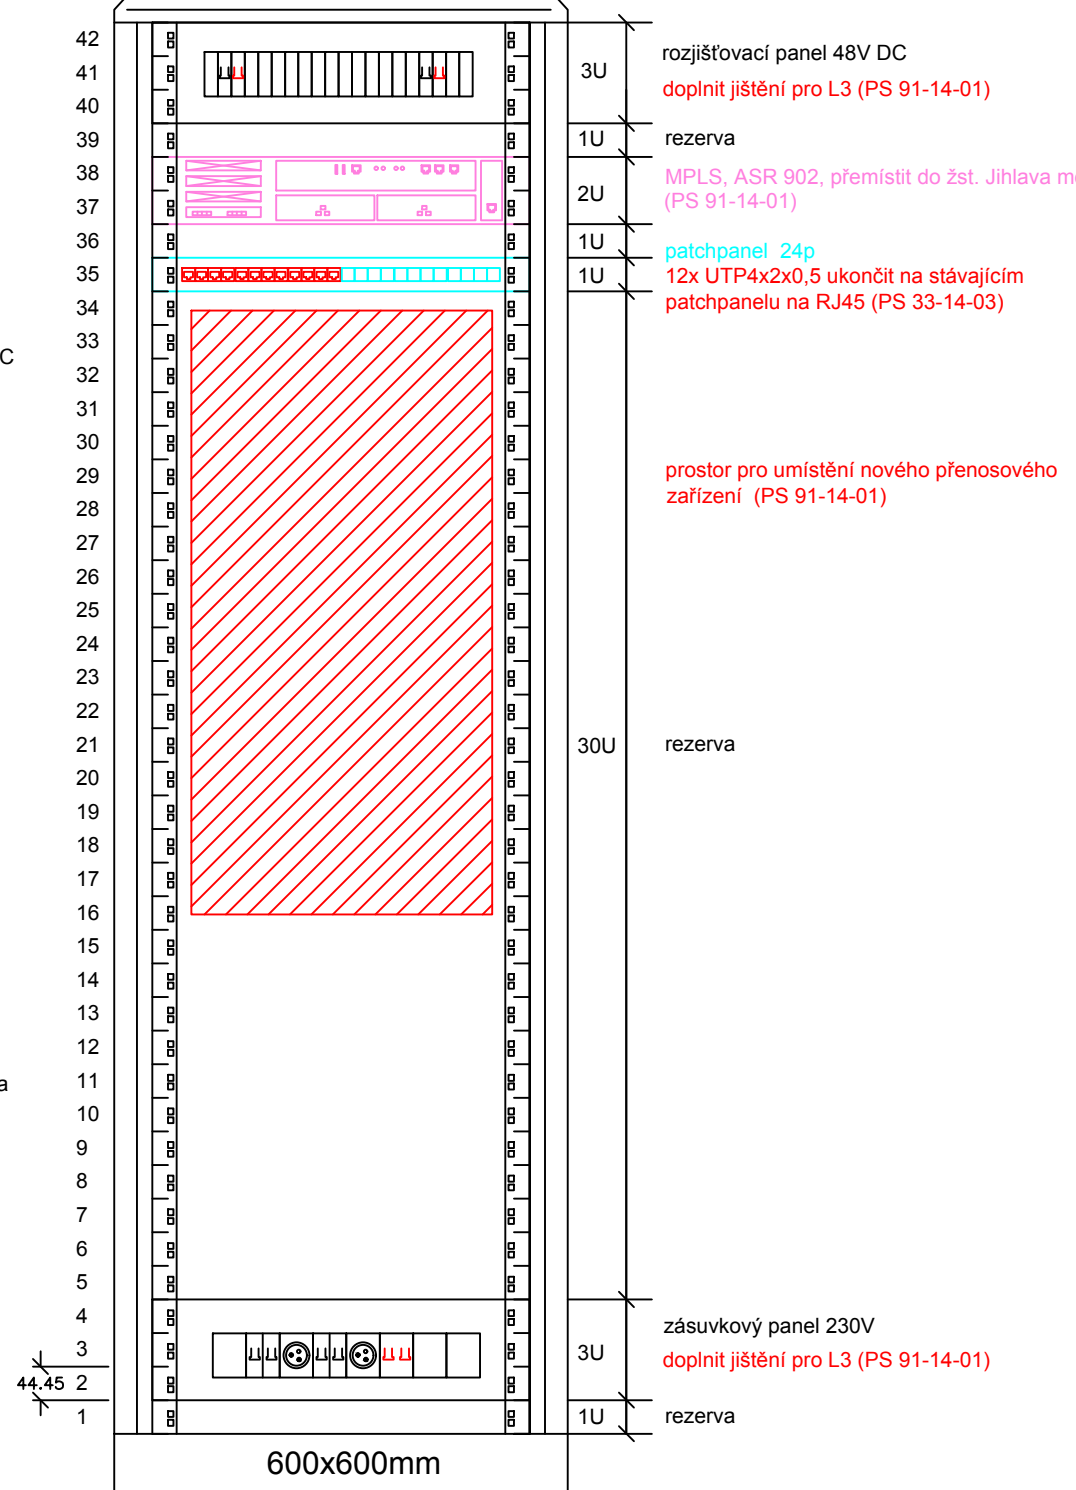 42
41
40
39
38
37
36
35
34
33
32
31
30
29
28
27
26
25
24
23
22
21
20
19
18
17
16
15
14
13
12
11
10
9
8
7
6
5
4
3
2
1
C
a
44.45
3U
1U
2U
1U
1U
30U
3U
1U
rozjišťovací panel 48V DC
doplnit jištění pro L3 (PS 91-14-01)
rezerva
MPLS, ASR 902, přemístit do žst. Jihlava
(PS 91-14-01)
patchpanel 24p
12x UTP4x2x0,5 ukončit na stávajícím
patchpanelu na RJ45 (PS 33-14-03)
prostor pro umístění nového přenosového
zařízení (PS 91-14-01)
rezerva
zásuvkový panel 230V
doplnit jištění pro L3 (PS 91-14-01)
rezerva
600x600mm